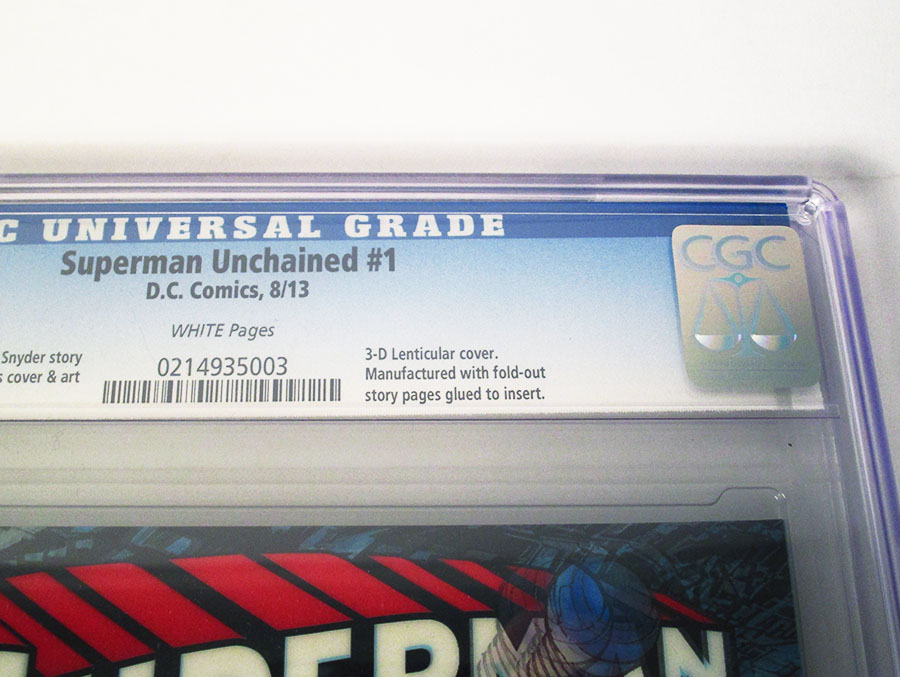 C UNIVERSAL GRADE
Superman Unchained #1
D.C. Comics, 8/13
WHITE Pages
Snyder story
s cover & art
0214935003
3-D Lenticular cover.
Manufactured with fold-out
story pages glued to insert.
CGC